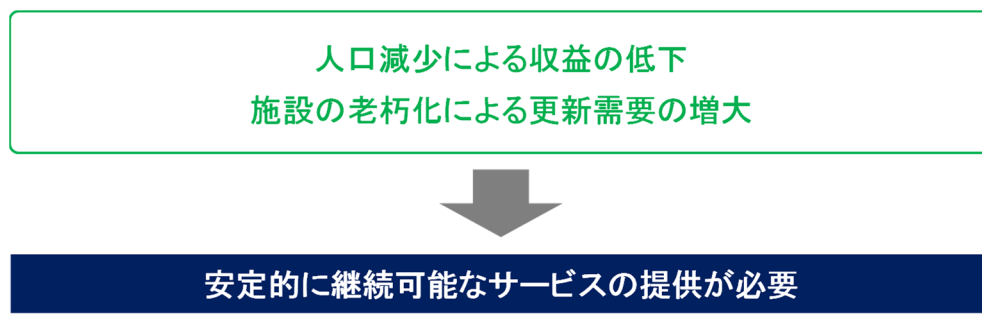 人口減少による収益の低下
施設の老朽化による更新需要の増大
安定的に継続可能なサービスの提供が必要